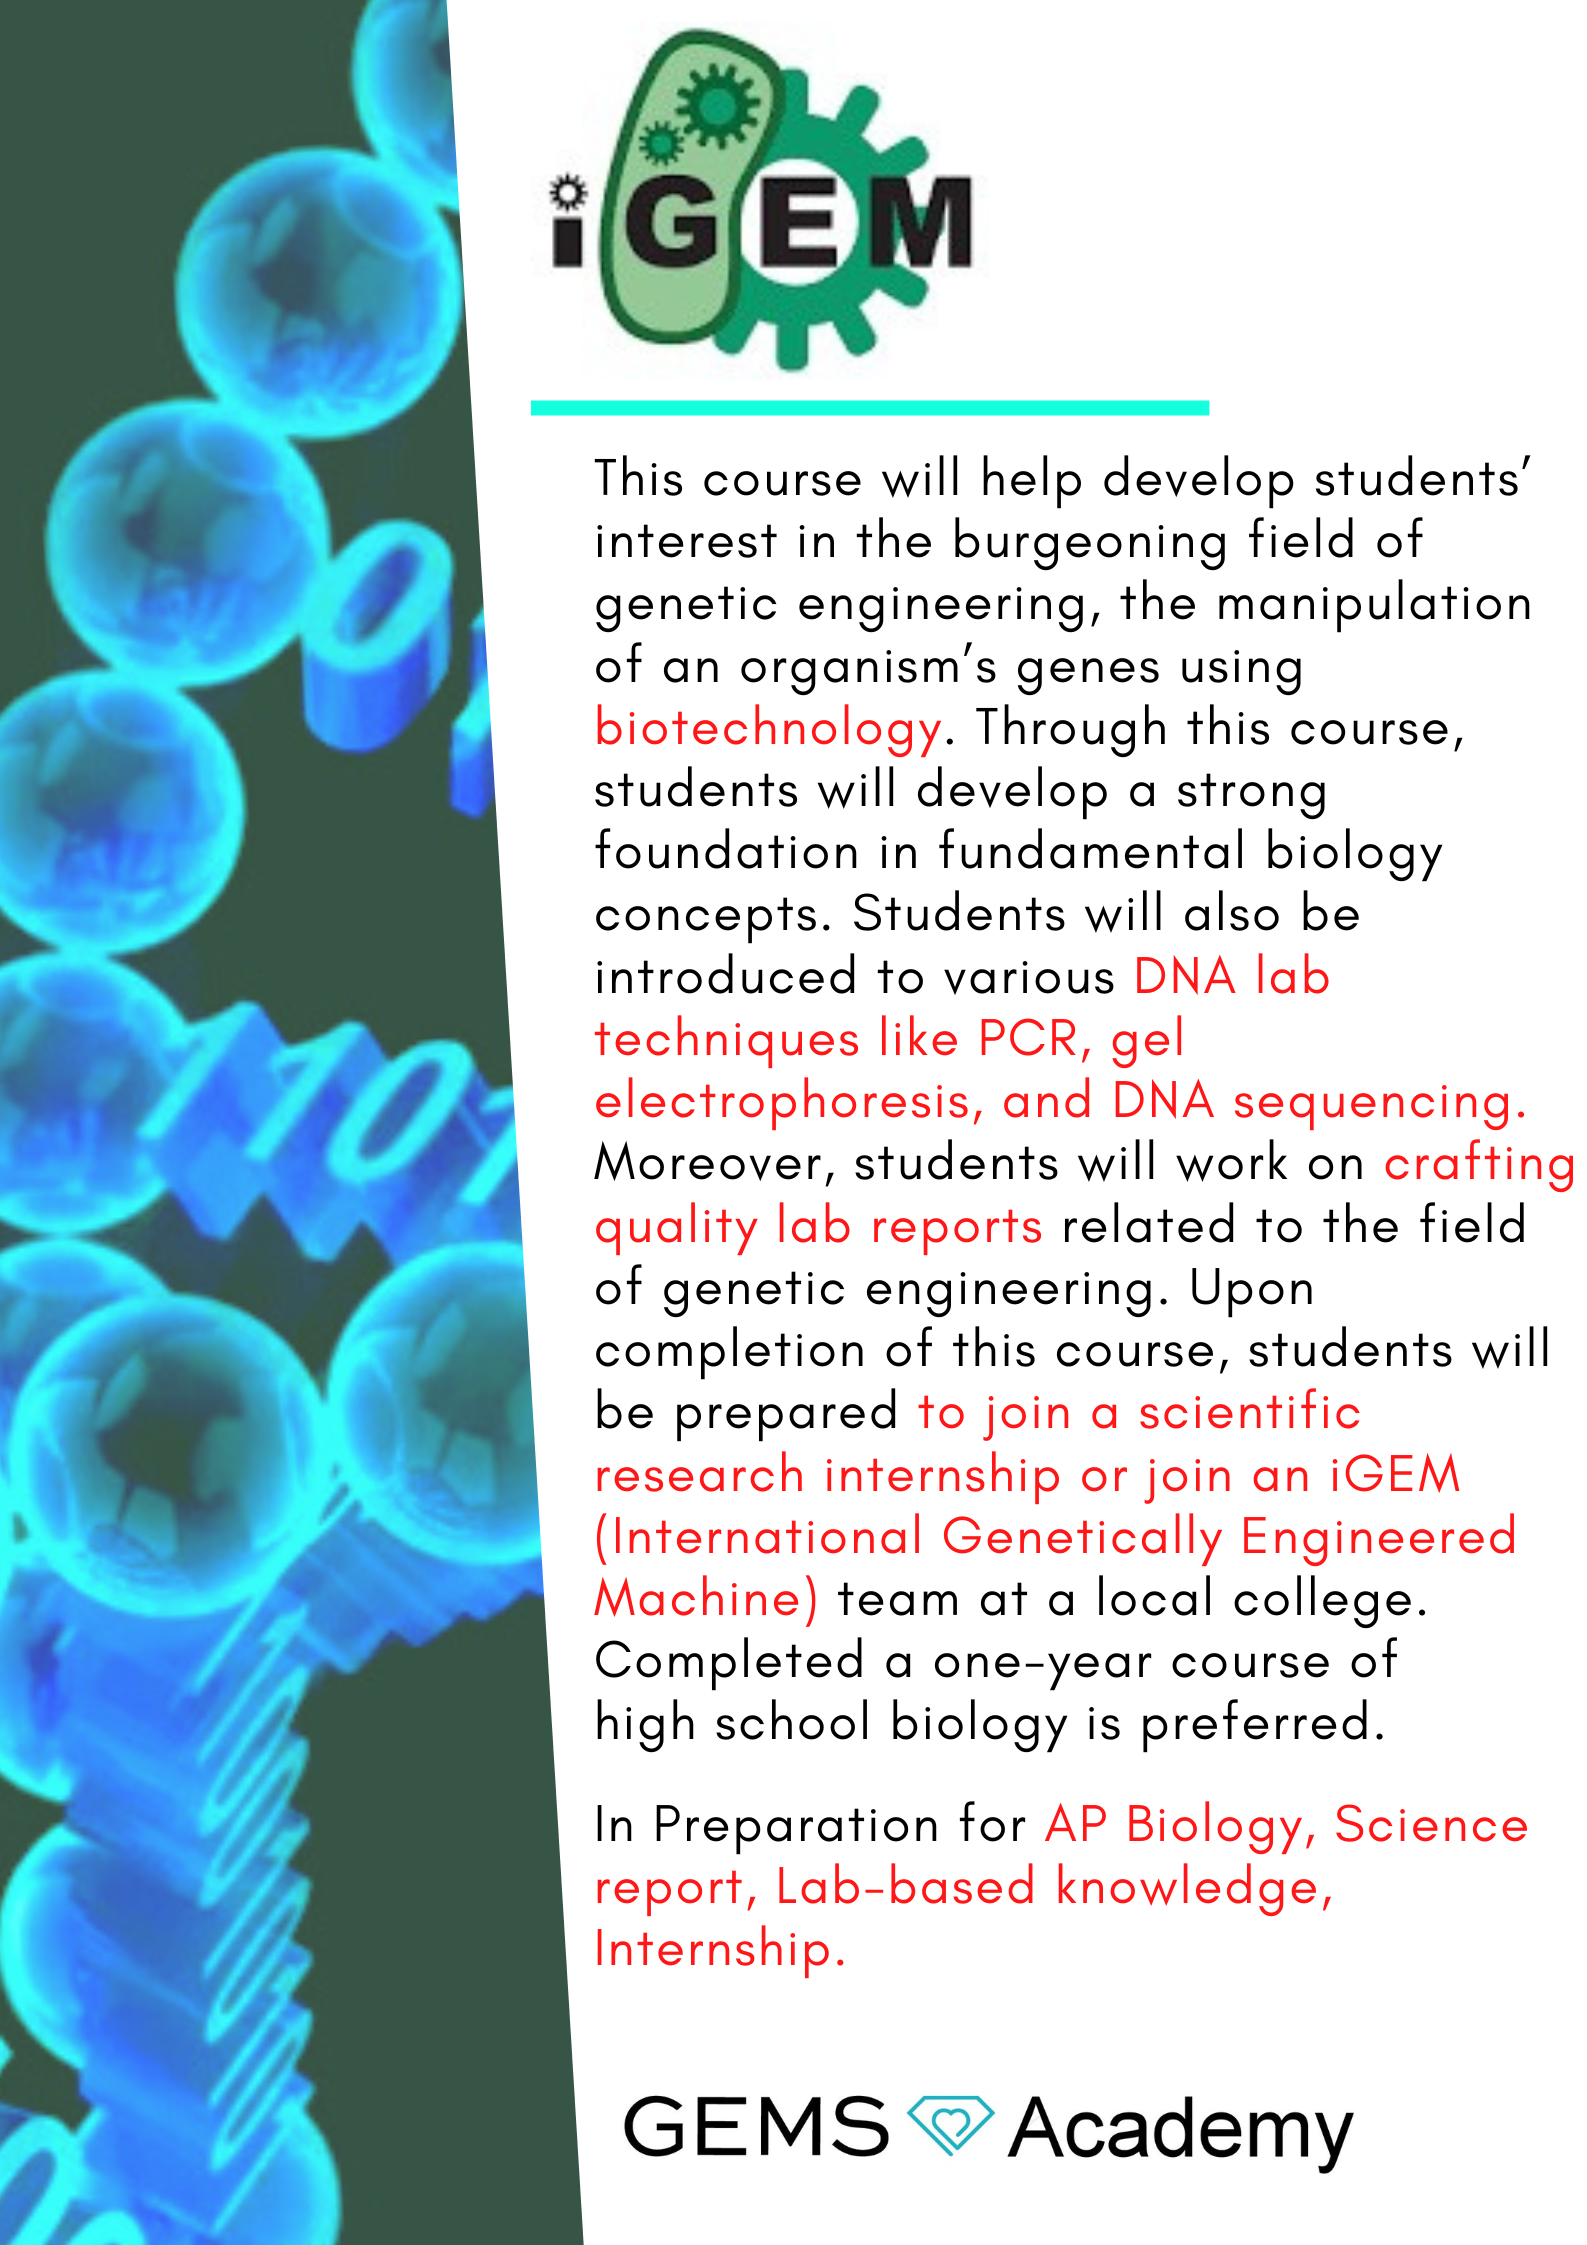 iGEM
This course will help develop students’
interest in the burgeoning field of
genetic engineering, the manipulation
of an organism’s genes using
biotechnology. Through this course,
students will develop a strong
foundation in fundamental biology
concepts. Students will also be
introduced to various DNA lab
techniques like PCR, gel
electrophoresis, and DNA sequencing.
Moreover, students will work on crafting
quality lab reports related to the field
of genetic engineering. Upon
completion of this course, students will
be prepared to join a scientific
research internship or join an iGEM
(International Genetically Engineered
Machine) team at a local college.
Completed a one-year course of
high school biology is preferred.
In Preparation for AP Biology, Science
report, Lab-based knowledge,
Internship.
GEMS Academy
01
1101